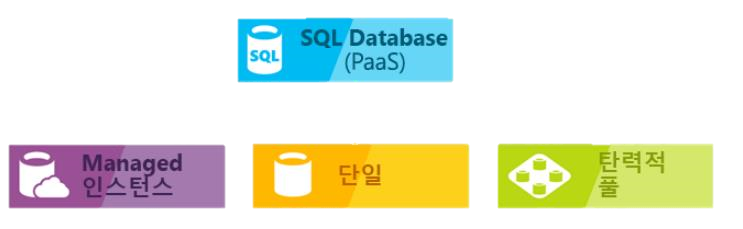 SQL
SQL Database
(PaaS)
Managed
인스턴스
단일
탄력적
풀